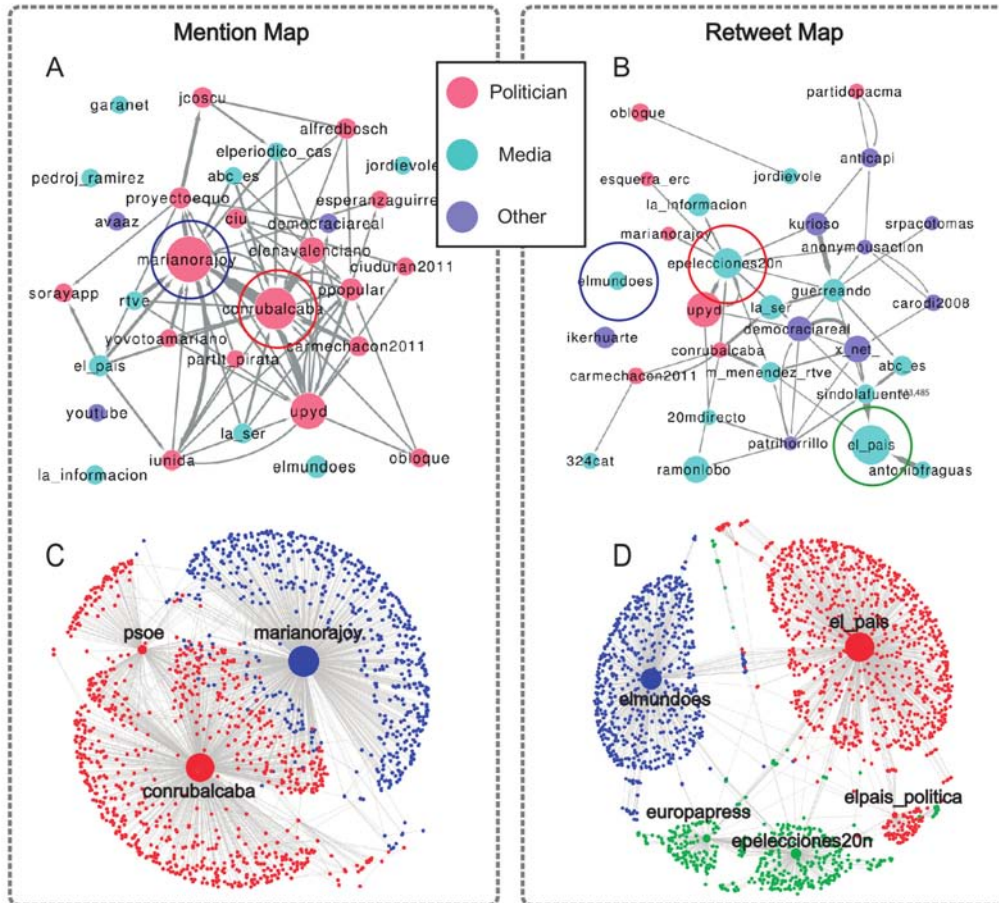 Mention Map
Retweet Map
A
jcoscu
garanet
alfredbosch
elperiodico_cas
abc_es
jordievole
pedroj_ramirez
proyectoequo
esperanzaguirre
avaaz
ciu
democraciareal
elenavalenciano
marianorajoy
ciuduran2011
sorayapp
rtve
ppopular
conrubalcaba
yovotoamariano
carmechacon2011
partit_pirata
el_pais
youtube
upyd
la_ser
iunida
obloque
elmundoes
la_informacion
Politician
Media
Other
B
partidopacma
obloque
anticapi
jordievole
esquerra_erc
la_informacion
kurioso
srpacotomas
marianorajoy
anonymousaction
epelecciones20n
elmundoes
guerreando
la_ser
carodi2008
upyd
democraciareal
ikerhuarte
conrubalcaba
x_net_
abc_es
carmechacon2011
m_menendez_rtve
sindolafuente
20mdirecto
patrihorrillo
el_pais
324cat
ramonlobo
antoniofraguas
C
psoe
marianorajoy
conrubalcaba
D
el_pais
elmundoes
elpais_politica
europapress
epelecciones20n